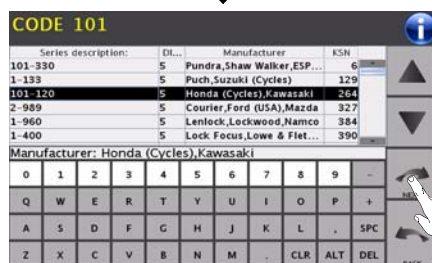 CODE 101
Series description: DI... Manufacturer KSN
101-330 5 Pundra,Shaw Walker,ESP... 6
1-133 5 Puch,Suzuki (Cycles) 129
101-120 5 Honda (Cycles),Kawasaki 264
2-989 5 Courier,Ford (USA),Mazda 327
1-960 5 Lenlock,Lockwood,Namco 384
1-400 5 Lock Focus,Lowe & Flet... 390
Manufacturer: Honda (Cycles),Kawasaki
0 1 2 3 4 5 6 7 8 9 -
Q W E R T Y U I O P +
A S D F G H J K L , SPC
Z X C V B N M . CLR ALT DEL